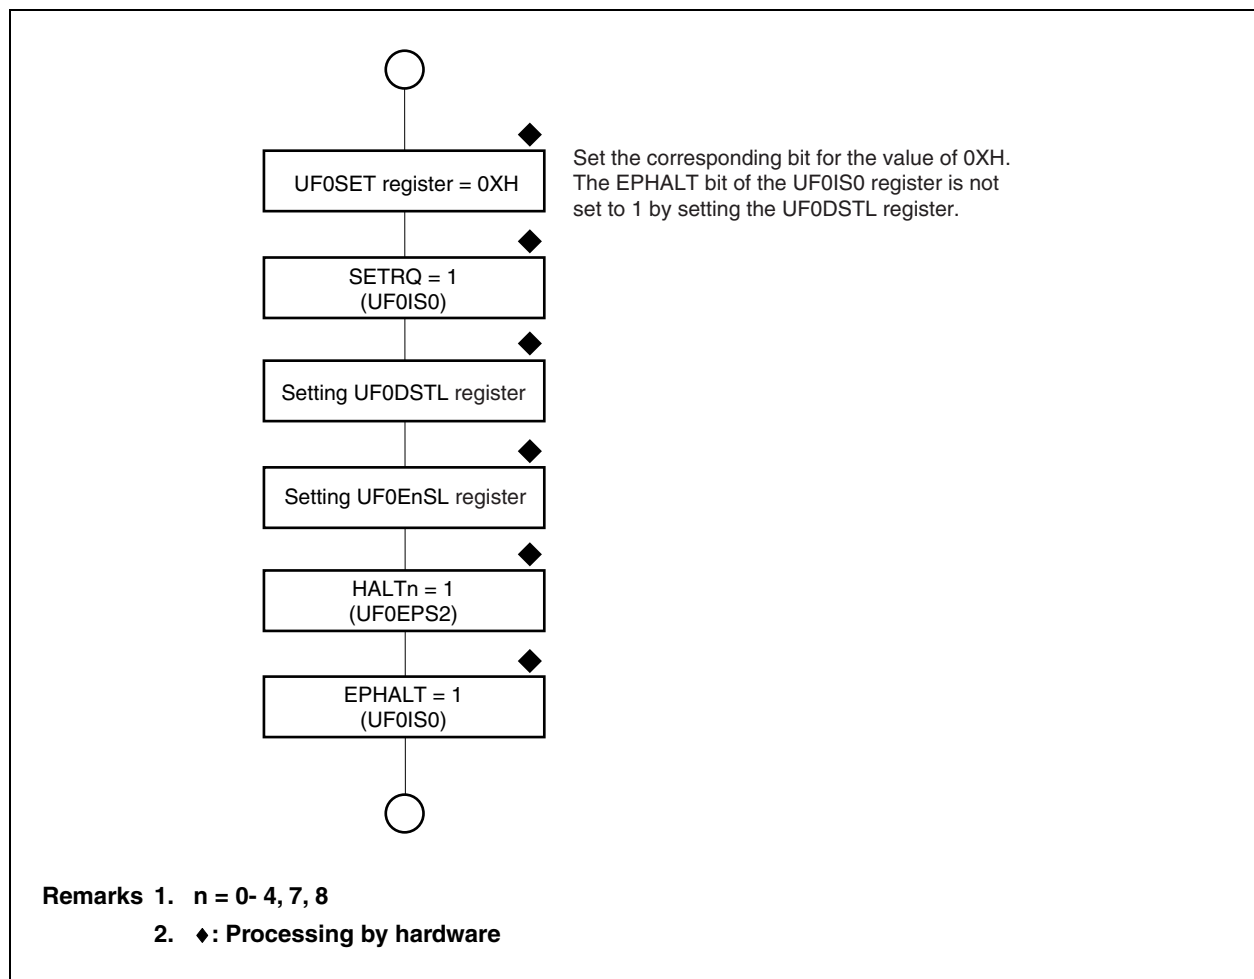 UF0SET register = 0XH
Set the corresponding bit for the value of 0XH.
The EPHALT bit of the UF0IS0 register is not
set to 1 by setting the UF0DSTL register.
SETRQ = 1
(UF0IS0)
Setting UF0DSTL register
Setting UF0EnSL register
HALTn = 1
(UF0EPS2)
EPHALT = 1
(UF0IS0)
Remarks 1. n = 0- 4, 7, 8
2. ♦: Processing by hardware